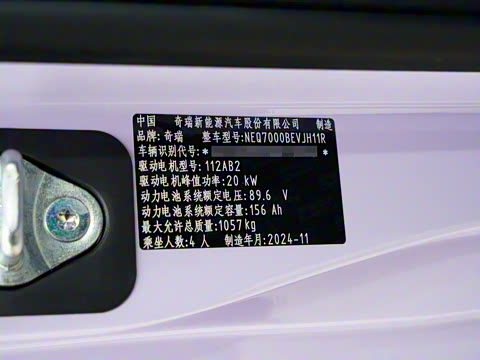 中国 奇瑞新能源汽车股份有限公司 制造
品牌: 奇瑞 整车型号:NEQ7000BEVJH11R
车辆识别代号: * *
驱动电机型号: 112AB2
驱动电机峰值功率: 20 kW
动力电池系统额定电压: 89.6 V
动力电池系统额定容量: 156 Ah
最大允许总质量: 1057kg
乘坐人数: 4 人 制造年月: 2024-11